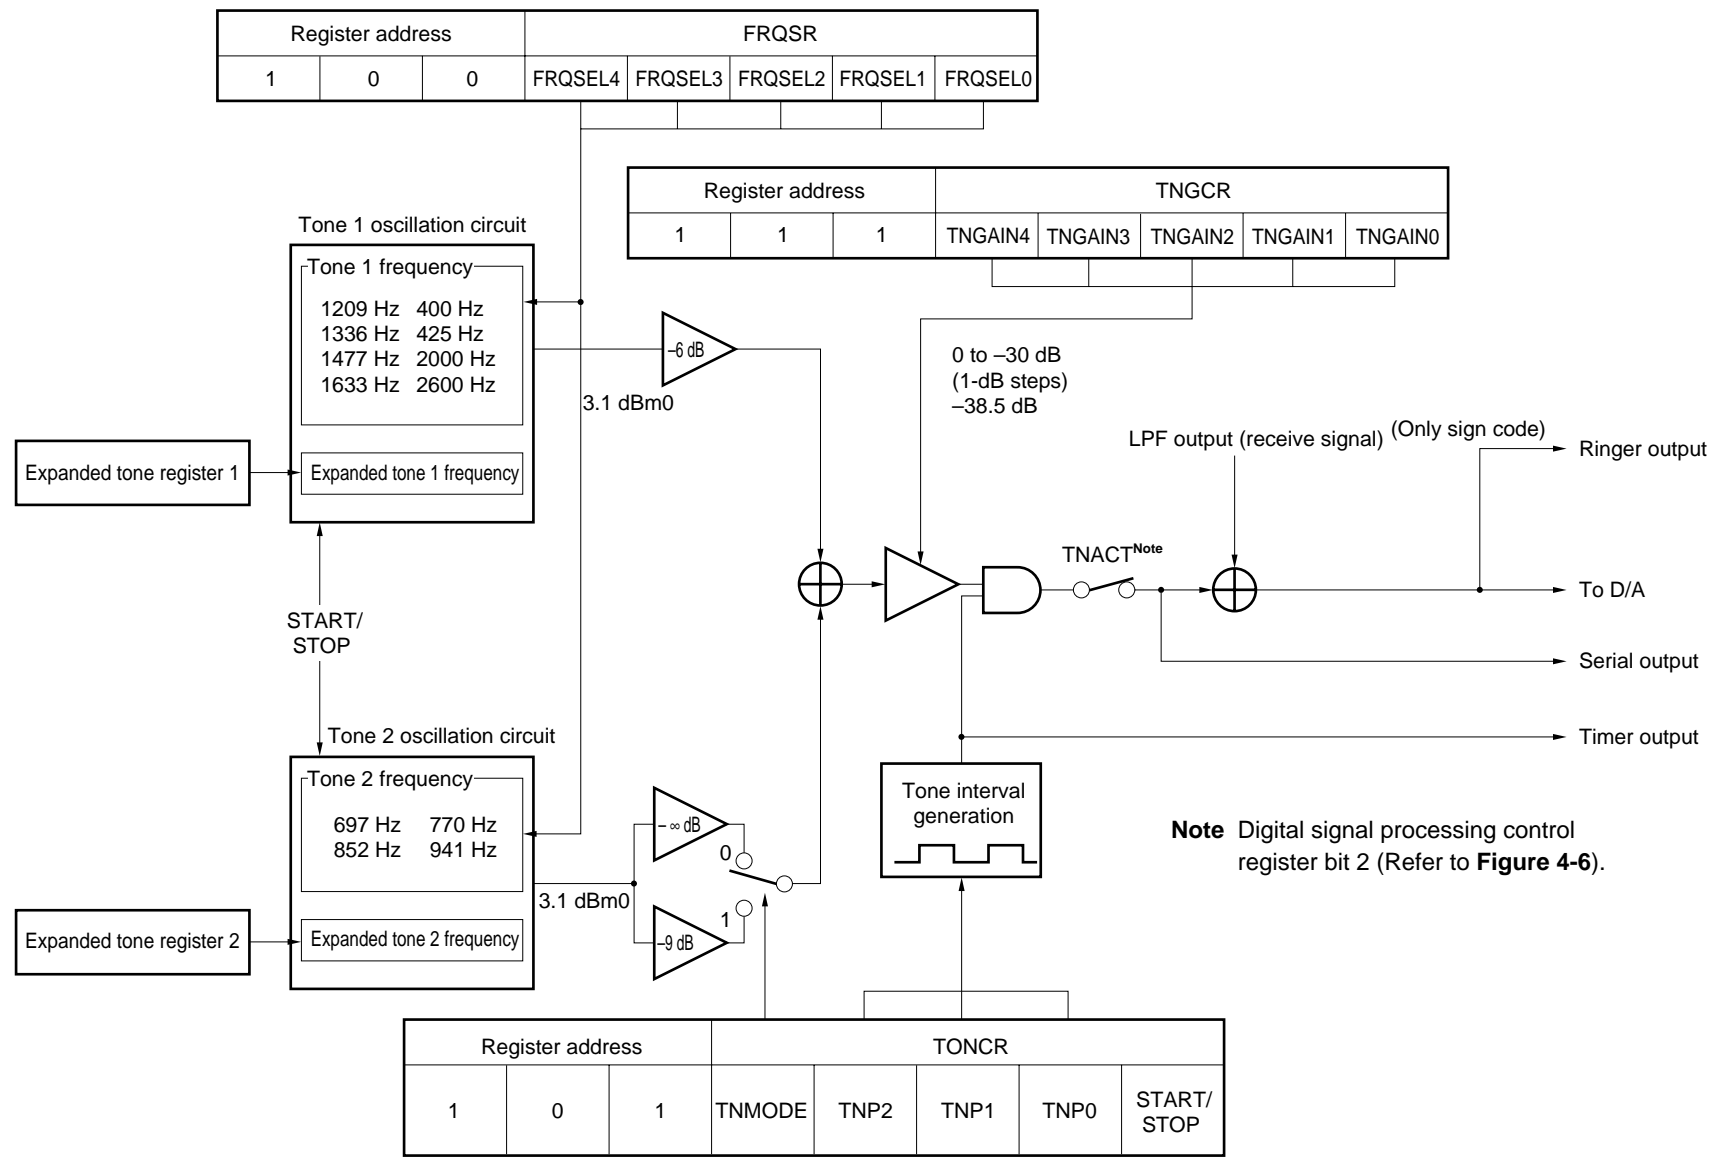 Register address FRQSR
1 0 0 FRQSEL4 FRQSEL3 FRQSEL2 FRQSEL1 FRQSEL0
Register address TNGCR
1 1 1 TNGAIN4 TNGAIN3 TNGAIN2 TNGAIN1 TNGAIN0
Tone 1 oscillation circuit
Tone 1 frequency
1209 Hz 400 Hz
1336 Hz 425 Hz
1477 Hz 2000 Hz
1633 Hz 2600 Hz
–6 dB
3.1 dBm0
0 to –30 dB
(1-dB steps)
–38.5 dB
LPF output (receive signal) (Only sign code)
Ringer output
Expanded tone register 1
Expanded tone 1 frequency
TNACT Note
To D/A
START/
STOP
Serial output
Timer output
Tone 2 oscillation circuit
Tone 2 frequency
697 Hz 770 Hz
852 Hz 941 Hz
– ∞ dB
0
3.1 dBm0
1
–9 dB
Tone interval
generation
Note Digital signal processing control
register bit 2 (Refer to Figure 4-6).
Expanded tone register 2
Expanded tone 2 frequency
Register address TONCR
1 0 1 TNMODE TNP2 TNP1 TNP0 START/
STOP